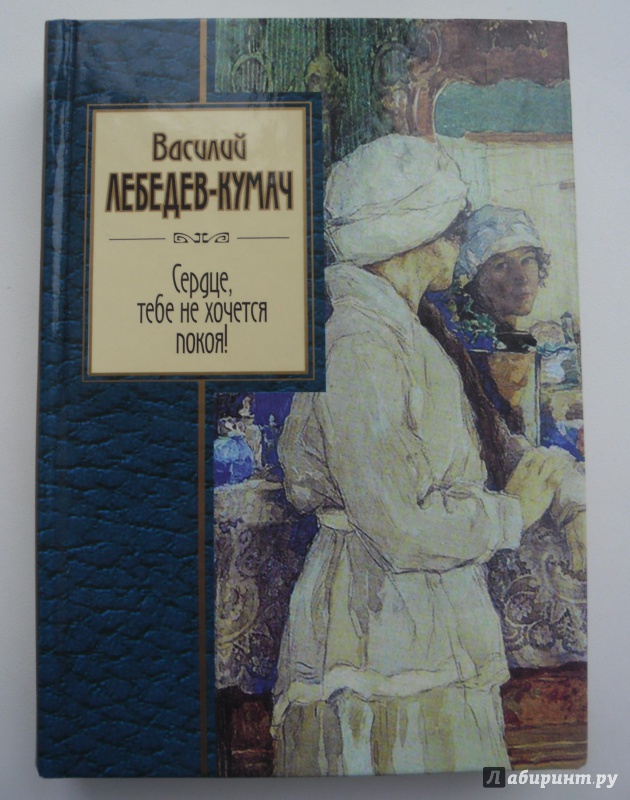 Василий
ЛЕБЕДЕВ-КУМАЧ
Сердце,
тебе не хочется
покоя!
Лабиринт.ру